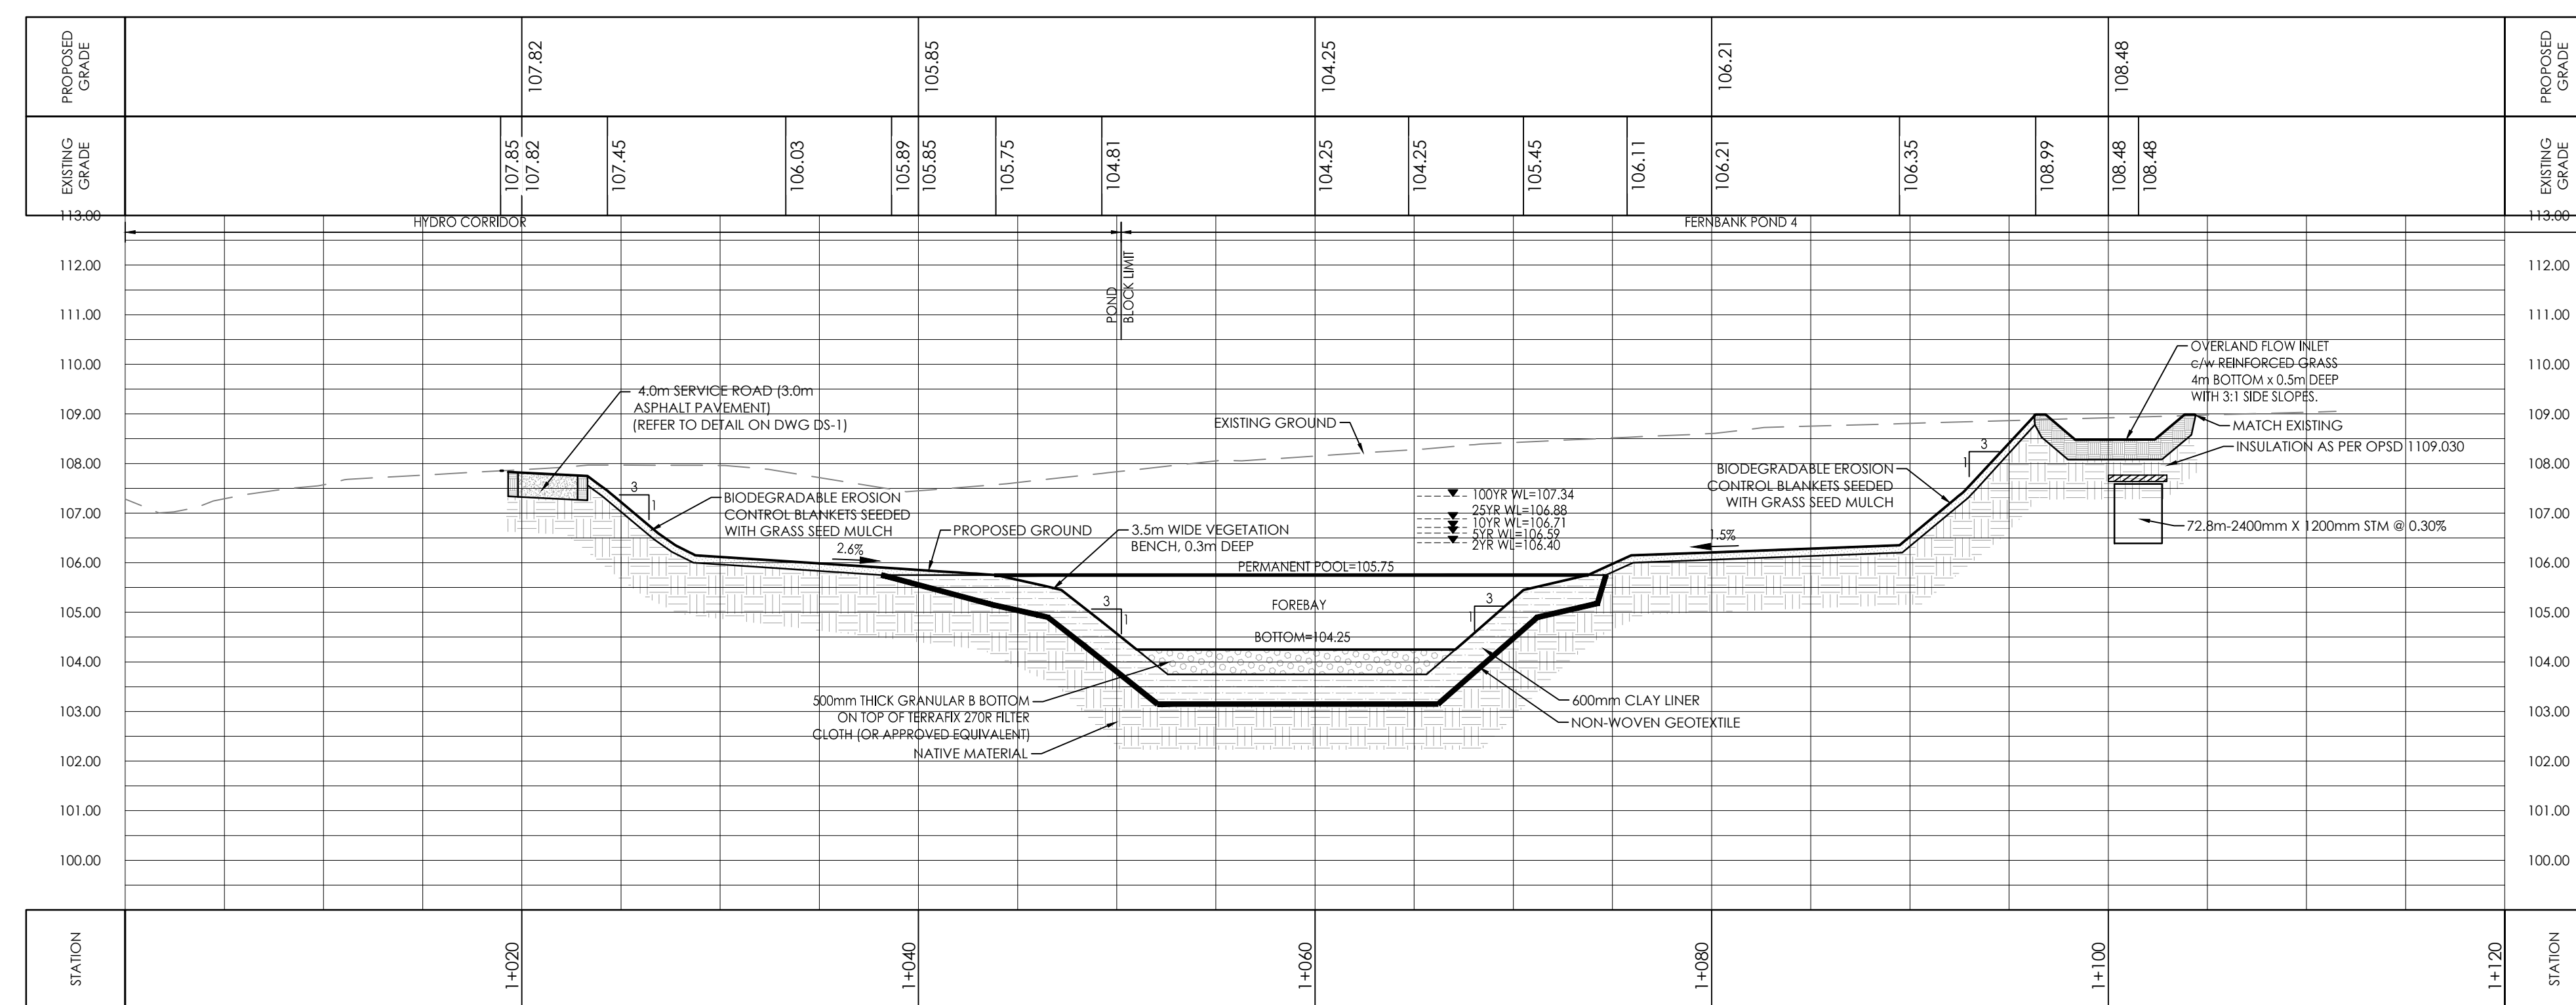 PROPOSED
GRADE
107.82
105.85
104.25
106.21
108.48
PROPOSED
GRADE
EXISTING
GRADE
107.85
107.82
107.45
106.03
105.89
105.85
105.75
104.81
104.25
104.25
105.45
106.11
106.21
106.35
108.99
108.48
108.48
EXISTING
GRADE
113.00
HYDRO CORRIDOR
FERNBANK POND 4
113.00
112.00
112.00
POND
BLOCK LIMIT
111.00
111.00
110.00
110.00
109.00
109.00
108.00
108.00
107.00
107.00
106.00
106.00
105.00
105.00
104.00
104.00
103.00
103.00
102.00
102.00
101.00
101.00
100.00
100.00
4.0m SERVICE ROAD (3.0m
ASPHALT PAVEMENT)
(REFER TO DETAIL ON DWG DS-1)
3
1
BIODEGRADABLE EROSION
CONTROL BLANKETS SEEDED
WITH GRASS SEED MULCH
2.6%
PROPOSED GROUND
3.5m WIDE VEGETATION
BENCH, 0.3m DEEP
3
1
EXISTING GROUND
100YR WL=107.34
25YR WL=106.88
10YR WL=106.71
5YR WL=106.59
2YR WL=106.40
PERMANENT POOL=105.75
FOREBAY
BOTTOM=104.25
3
1
1.5%
BIODEGRADABLE EROSION
CONTROL BLANKETS SEEDED
WITH GRASS SEED MULCH
3
1
OVERLAND FLOW INLET
c/w REINFORCED GRASS
4m BOTTOM x 0.5m DEEP
WITH 3:1 SIDE SLOPES.
MATCH EXISTING
INSULATION AS PER OPSD 1109.030
72.8m-2400mm X 1200mm STM @ 0.30%
500mm THICK GRANULAR B BOTTOM
ON TOP OF TERRAFIX 270R FILTER
CLOTH (OR APPROVED EQUIVALENT)
NATIVE MATERIAL
600mm CLAY LINER
NON-WOVEN GEOTEXTILE
STATION
1+020
1+040
1+060
1+080
1+100
1+120
STATION